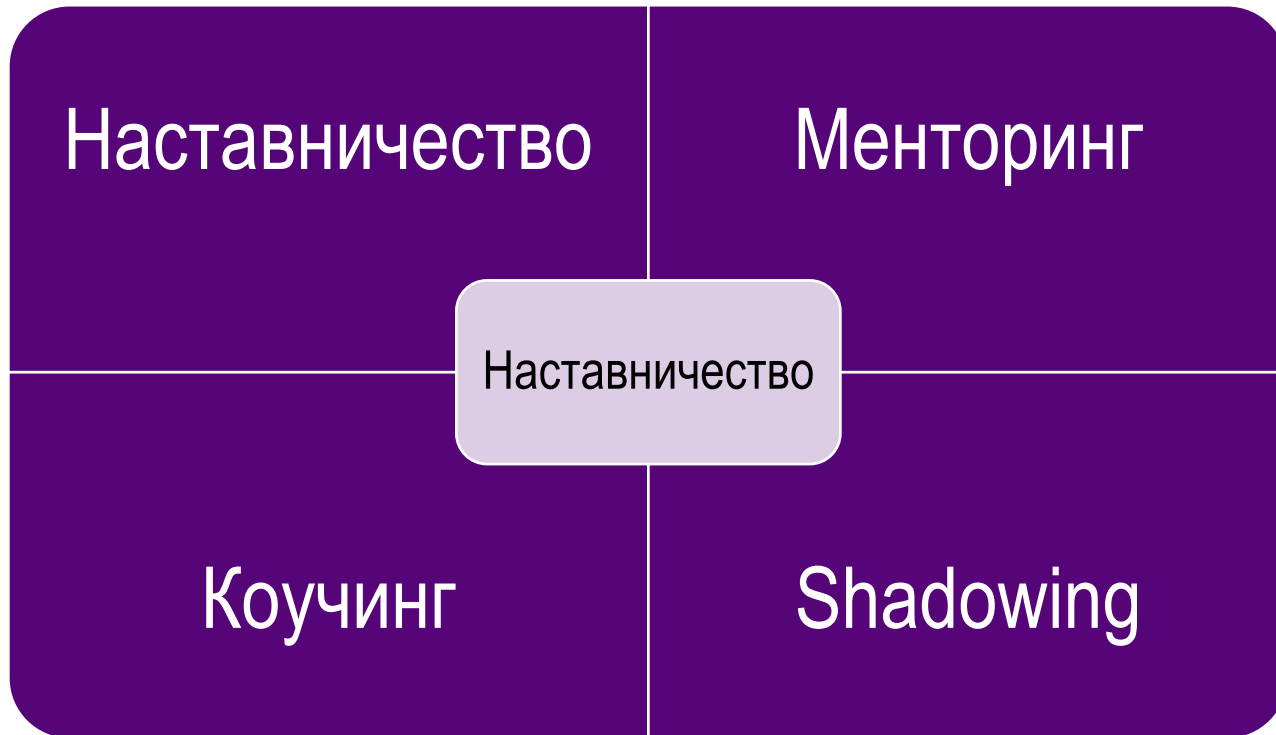 Наставничество
Менторинг
Наставничество
Коучинг
Shadowing